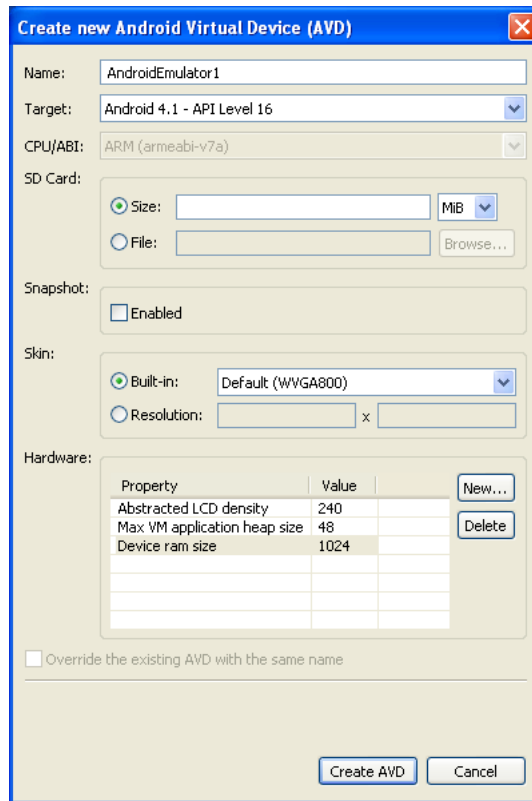 Create new Android Virtual Device (AVD)
Name: AndroidEmulator1
Target: Android 4.1 - API Level 16
CPU/ABI: ARM (armeabi-v7a)
SD Card:
Size: MiB
File: Browse...
Snapshot:
Enabled
Skin:
Built-in: Default (WVGA800)
Resolution: x
Hardware:
Property Value New...
Abstracted LCD density 240
Max VM application heap size 48 Delete
Device ram size 1024
Override the existing AVD with the same name
Create AVD Cancel